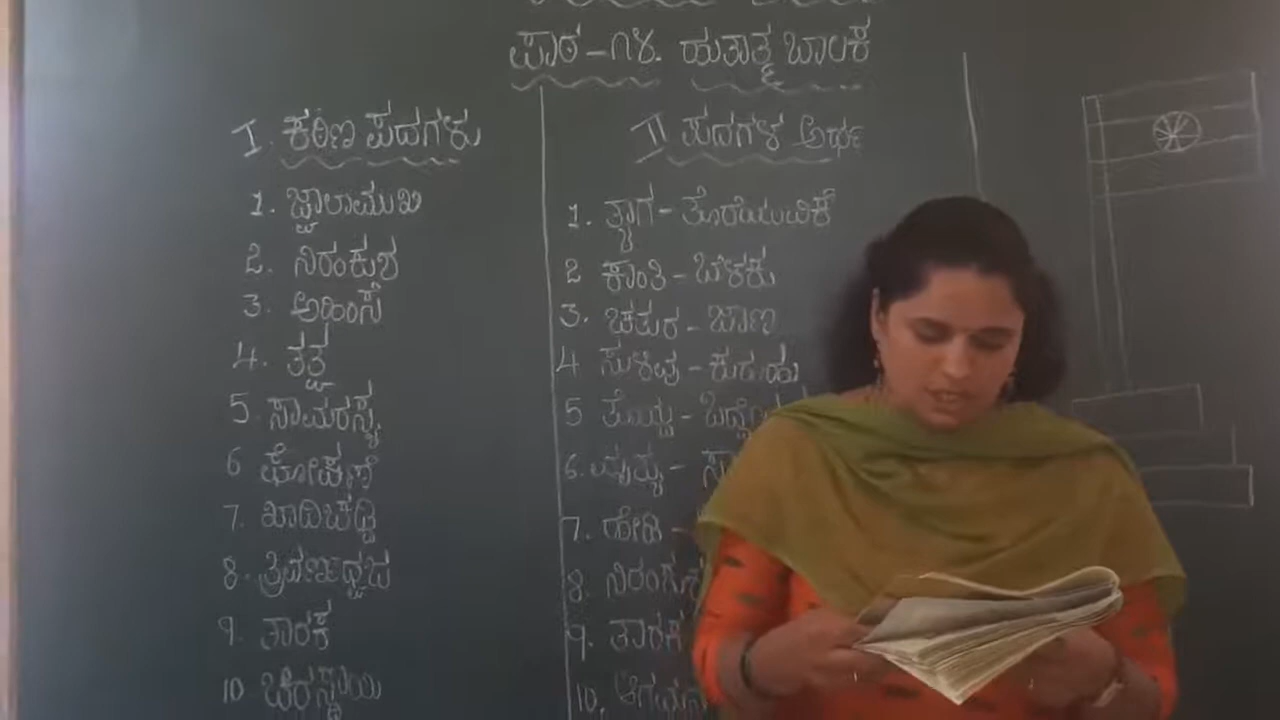 ಪಾಠ-೧೪. ಹುತಾತ್ಮ ಬಾಲಕ
I. ಕಠಿಣ ಪದಗಳು
1. ಜ್ವಾಲಾಮುಖಿ
2. ನಿರಂಕುಶ
3. ಅಹಿಂಸೆ
4. ತತ್ವ
5. ಸಾಮರಸ್ಯ
6 ಘೋಷಣೆ
7. ಖಾದಿಬಟ್ಟೆ
8. ತ್ರಿವರ್ಣಧ್ವಜ
9. ತಾರಕ
10 ಚಿರಸ್ಥಾಯಿ
II ಪದಗಳ ಅರ್ಥ
1. ತ್ಯಾಗ - ತೊರೆಯುವಿಕೆ
2 ಕಾಂತಿ - ಬೆಳಕು
3. ಚತುರ - ಜಾಣ
4 ಸುಳಿವು - ಕುರುಹು
5
6.
7. ಹೇಡಿ -
8. 
9. 
10.